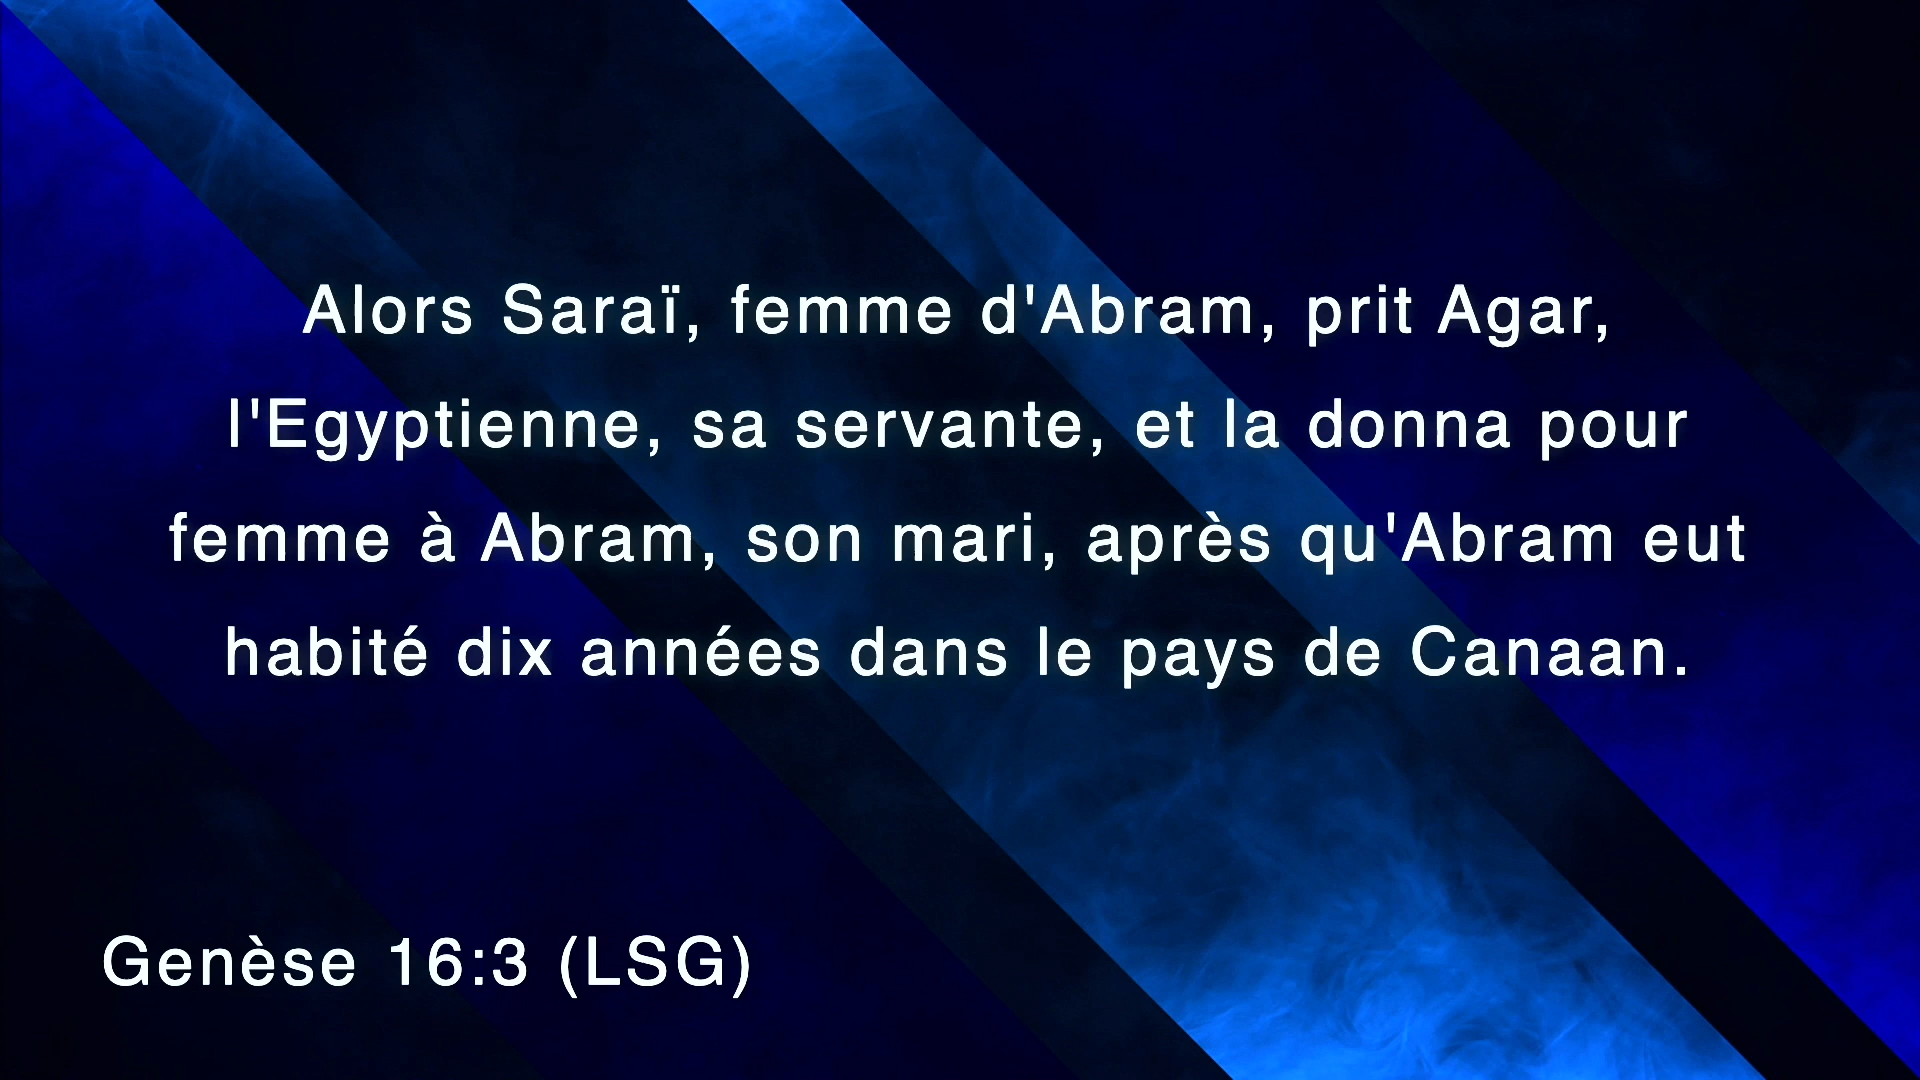 Alors Saraï, femme d'Abram, prit Agar,
l'Egyptienne, sa servante, et la donna pour
femme à Abram, son mari, après qu'Abram eut
habité dix années dans le pays de Canaan.
Genèse 16:3 (LSG)